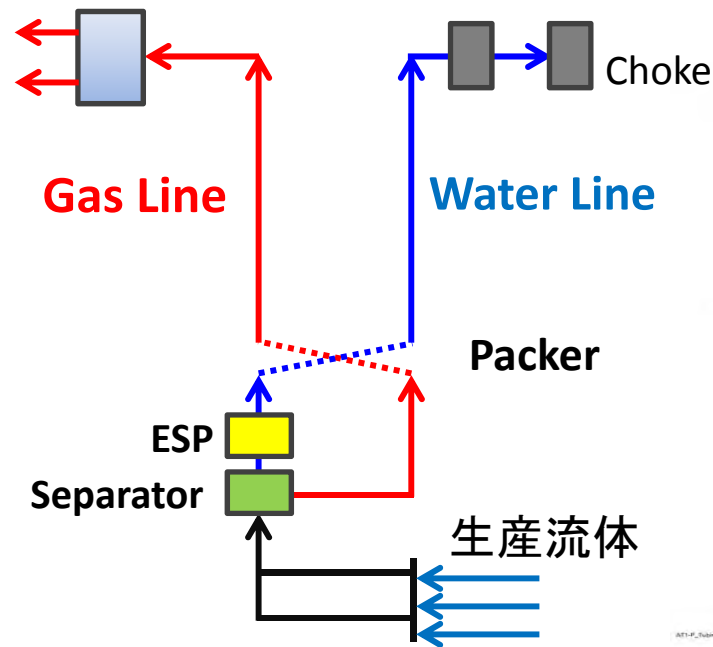 Choke
Gas Line
Water Line
Packer
ESP
Separator
生産流体